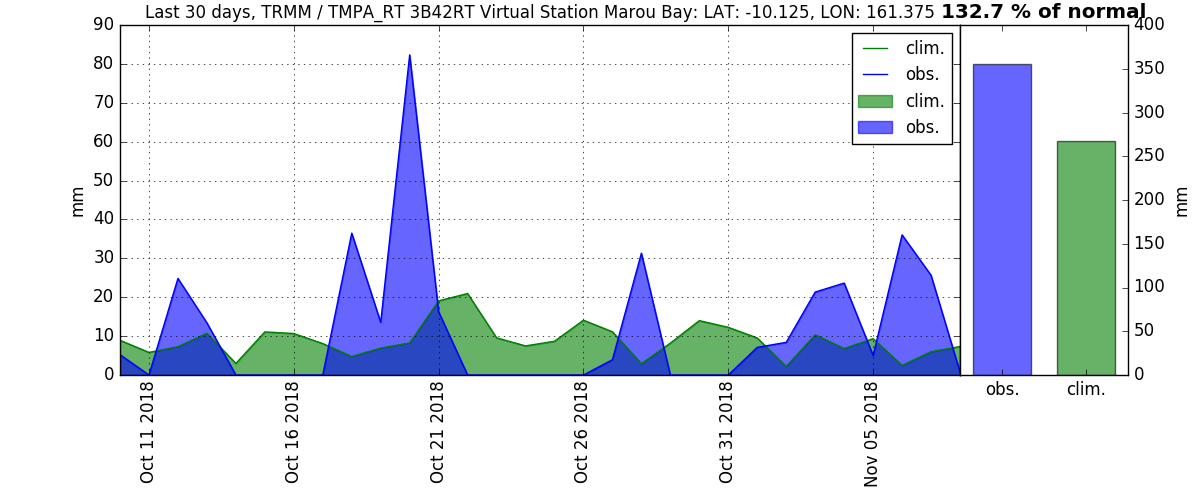 Last 30 days, TRMM / TMPA_RT 3B42RT Virtual Station Marou Bay: LAT: -10.125, LON: 161.375 132.7 % of normal
90
80
70
60
50
40
30
20
10
0
mm
clim.
obs.
clim.
obs.
400
350
300
250
200
150
100
50
0
mm
obs.
clim.
Oct 11 2018
Oct 16 2018
Oct 21 2018
Oct 26 2018
Oct 31 2018
Nov 05 2018